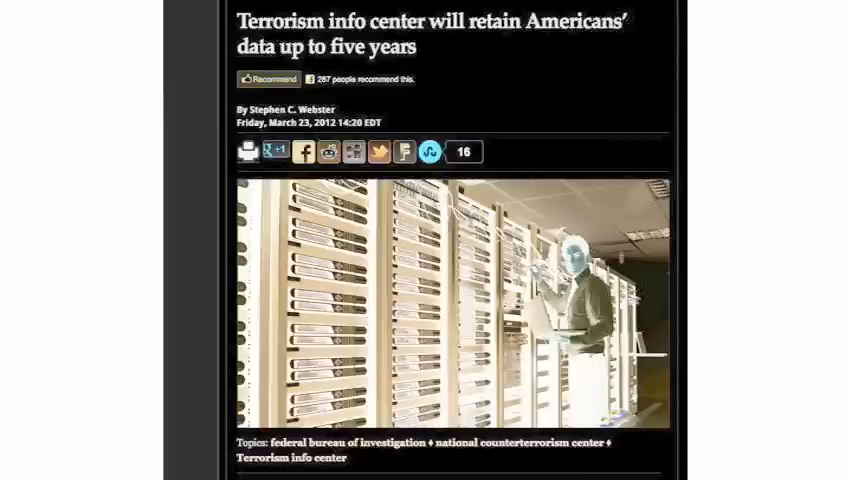 Terrorism info center will retain Americans'
data up to five years
Recommend 287 people recommend this.
By Stephen C. Webster
Friday, March 23, 2012 14:20 EDT
+1 16
Topics: federal bureau of investigation ♦ national counterterrorism center ♦
Terrorism info center